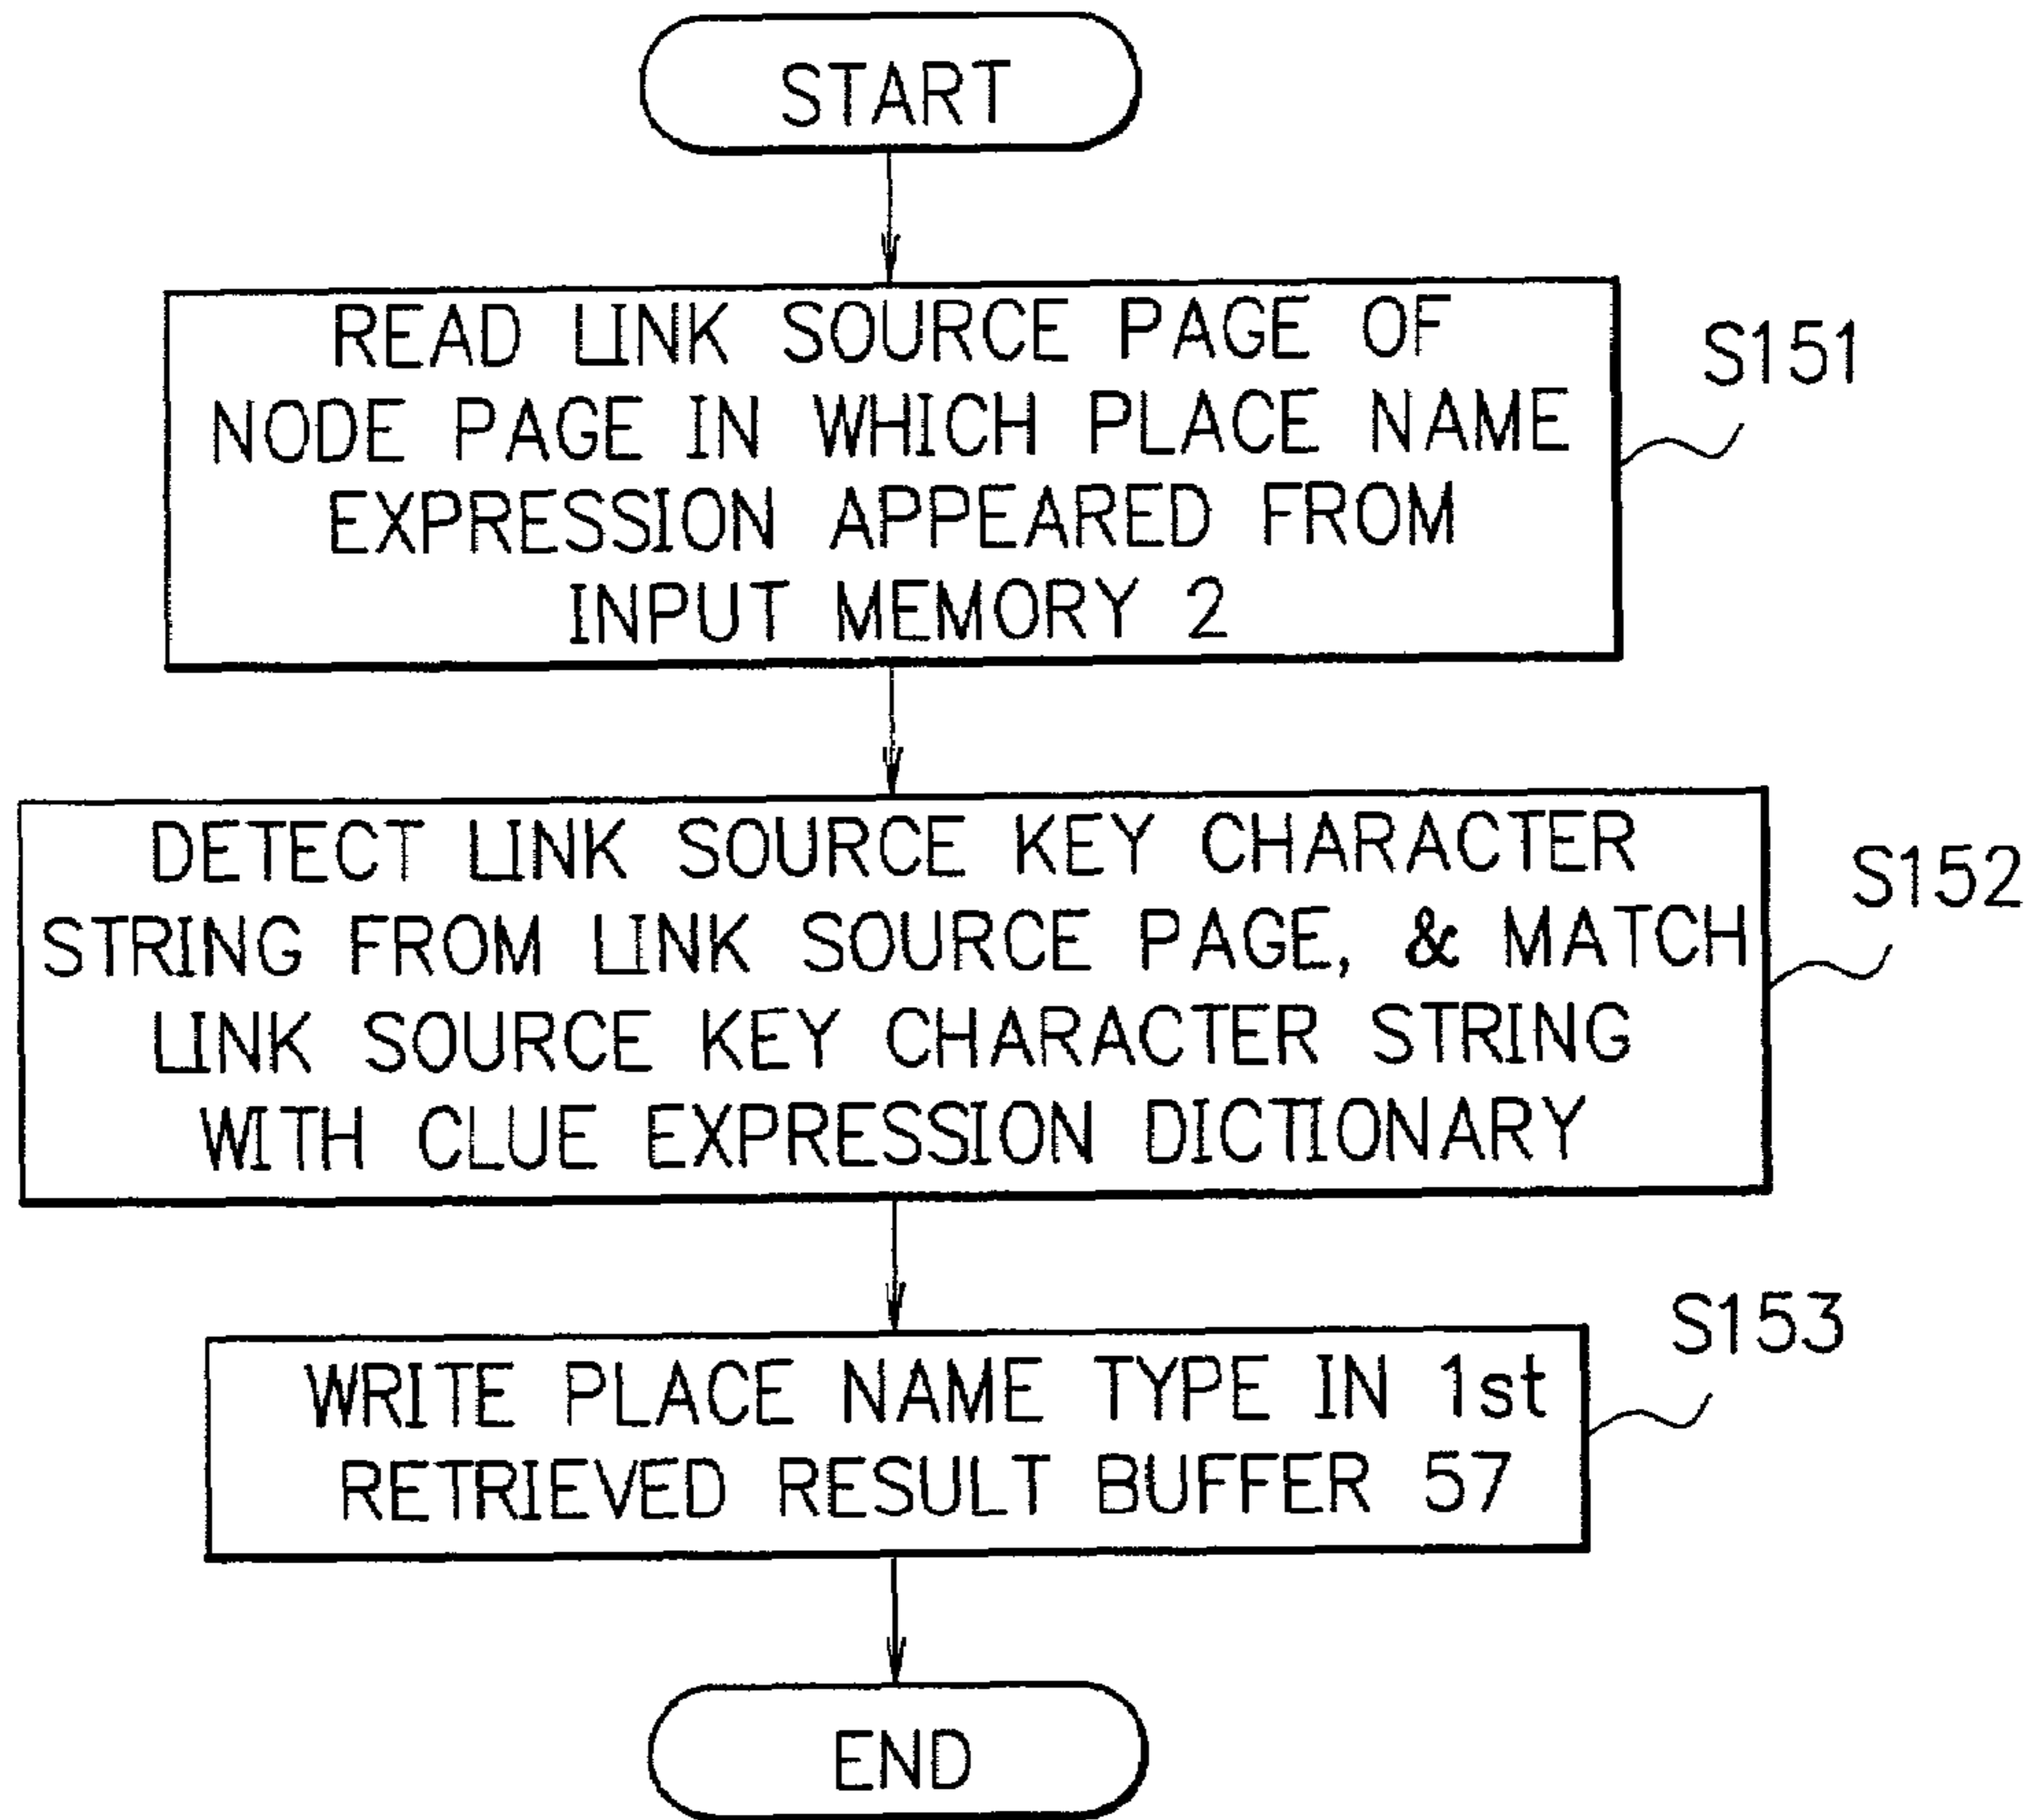 START
READ LINK SOURCE PAGE OF
NODE PAGE IN WHICH PLACE NAME
EXPRESSION APPEARED FROM
INPUT MEMORY 2
S151
DETECT LINK SOURCE KEY CHARACTER
STRING FROM LINK SOURCE PAGE, & MATCH
LINK SOURCE KEY CHARACTER STRING
WITH CLUE EXPRESSION DICTIONARY
S152
WRITE PLACE NAME TYPE IN 1st
RETRIEVED RESULT BUFFER 57
S153
END